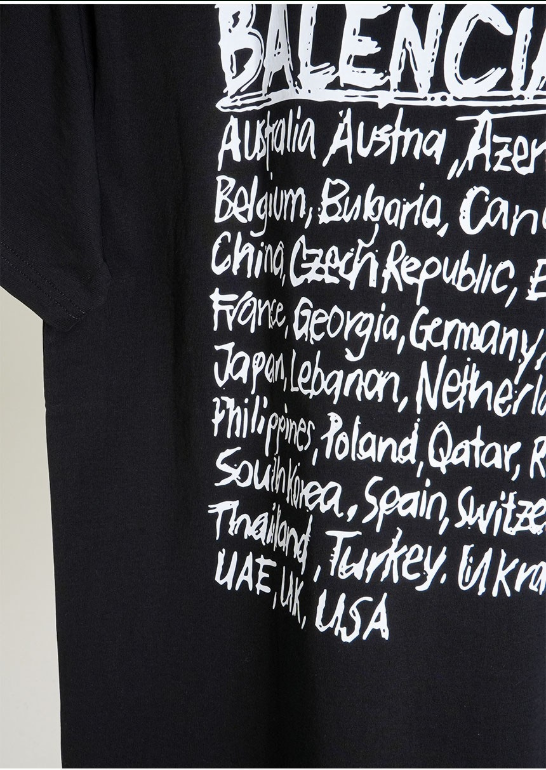 BALENCIA
Australia Austria, Azer
Belgium, Bulgaria, Can
China, Czech Republic, E
France, Georgia, Germany,
Japan, Lebanon, Netherla
Philippines, Poland, Qatar, R
South Korea, Spain, Switze
Thailand, Turkey. Ukra
UAE, UK, USA